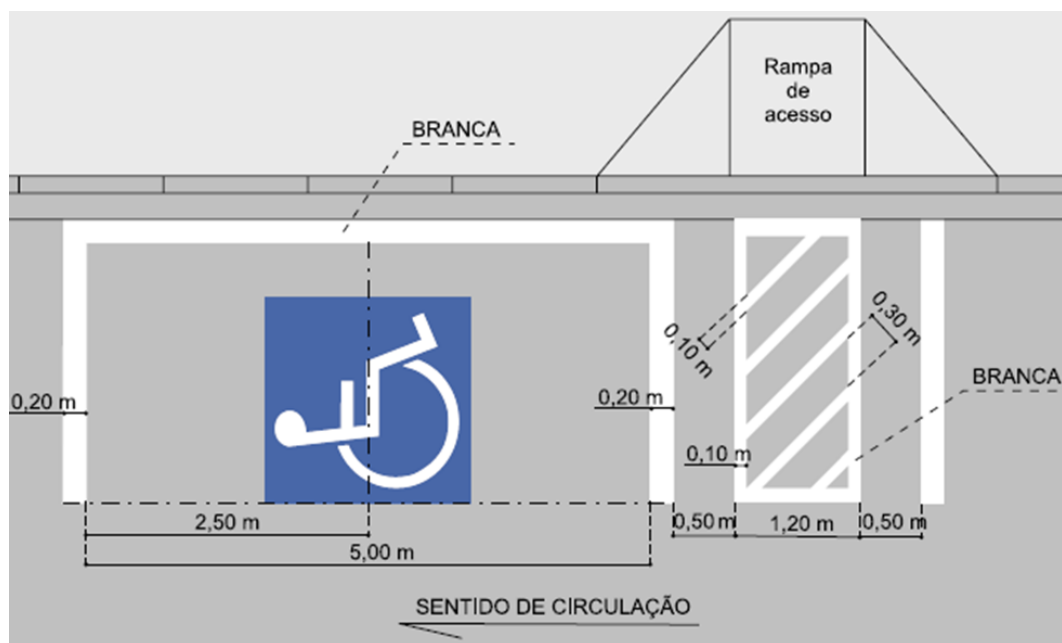 Rampa
de
acesso
BRANCA
0,10 m
0,30 m
BRANCA
0,20 m
0,20 m
0,10 m
2,50 m
0,50 m
1,20 m
0,50 m
5,00 m
SENTIDO DE CIRCULAÇÃO